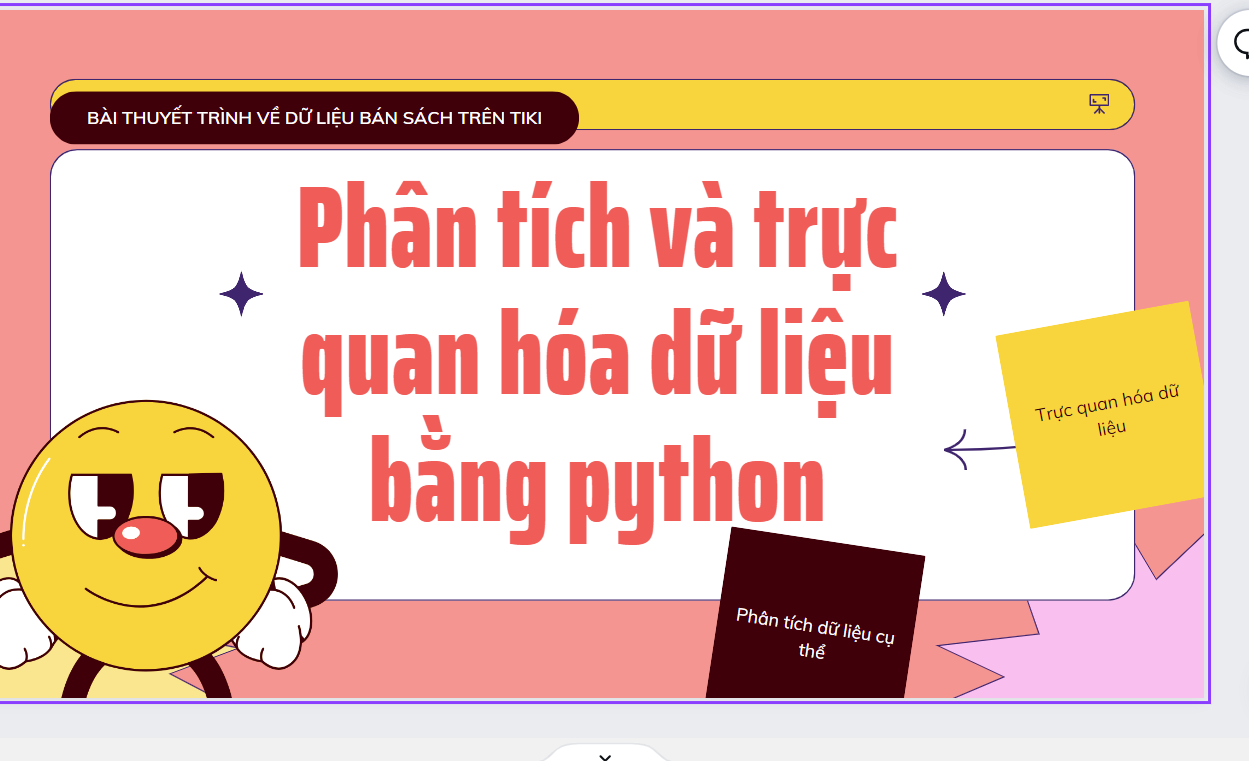 BÀI THUYẾT TRÌNH VỀ DỮ LIỆU BÁN SÁCH TRÊN TIKI
Phân tích và trực
quan hóa dữ liệu
bằng python
Trực quan hóa dữ
liệu
Phân tích dữ liệu cụ
thể